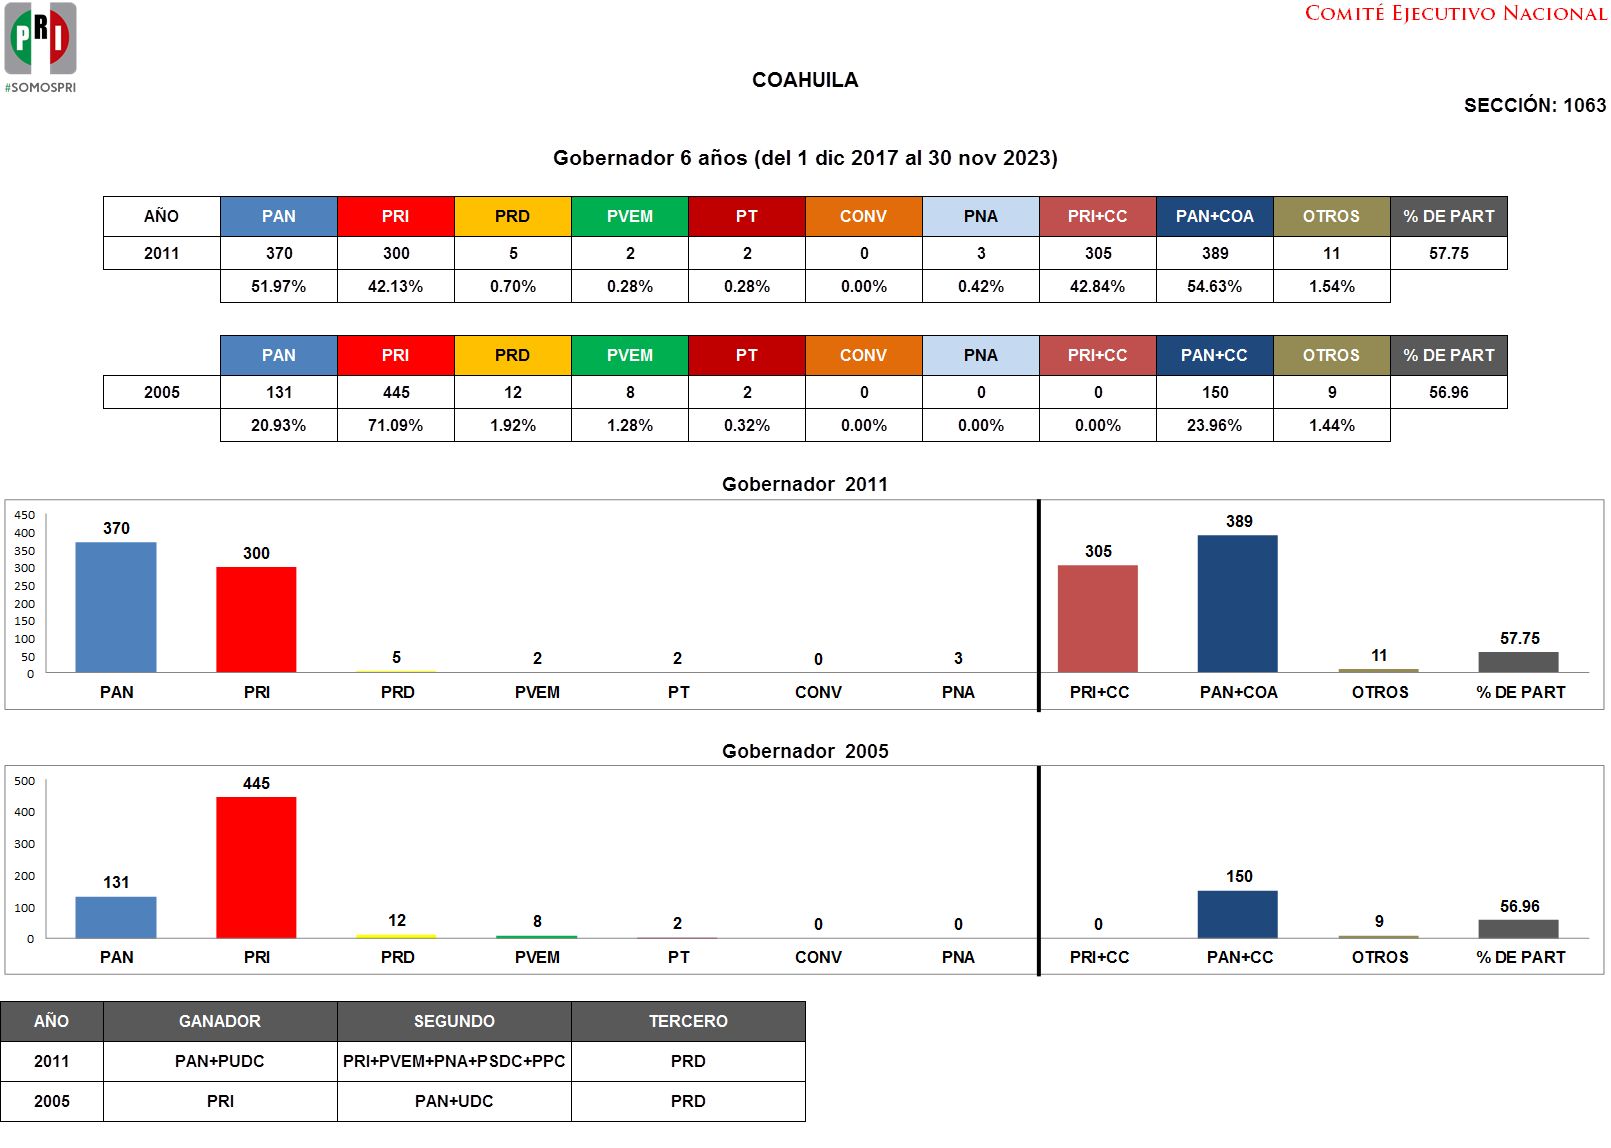 PRI
#SOMOSPRI
COMITÉ EJECUTIVO NACIONAL
COAHUILA
SECCIÓN: 1063
Gobernador 6 años (del 1 dic 2017 al 30 nov 2023)
AÑO PAN PRI PRD PVEM PT CONV PNA PRI+CC PAN+COA OTROS % DE PART
2011 370 300 5 2 2 0 3 305 389 11 57.75
51.97% 42.13% 0.70% 0.28% 0.28% 0.00% 0.42% 42.84% 54.63% 1.54%
PAN PRI PRD PVEM PT CONV PNA PRI+CC PAN+CC OTROS % DE PART
2005 131 445 12 8 2 0 0 0 150 9 56.96
20.93% 71.09% 1.92% 1.28% 0.32% 0.00% 0.00% 0.00% 23.96% 1.44%
Gobernador 2011
450
400
350
300
250
200
150
100
50
0
370 300 5 2 2 0 3 305 389 11 57.75
PAN PRI PRD PVEM PT CONV PNA PRI+CC PAN+COA OTROS % DE PART
Gobernador 2005
500
400
300
200
100
0
131 445 12 8 2 0 0 0 150 9 56.96
PAN PRI PRD PVEM PT CONV PNA PRI+CC PAN+CC OTROS % DE PART
AÑO GANADOR SEGUNDO TERCERO
2011 PAN+PUDC PRI+PVEM+PNA+PSDC+PPC PRD
2005 PRI PAN+UDC PRD